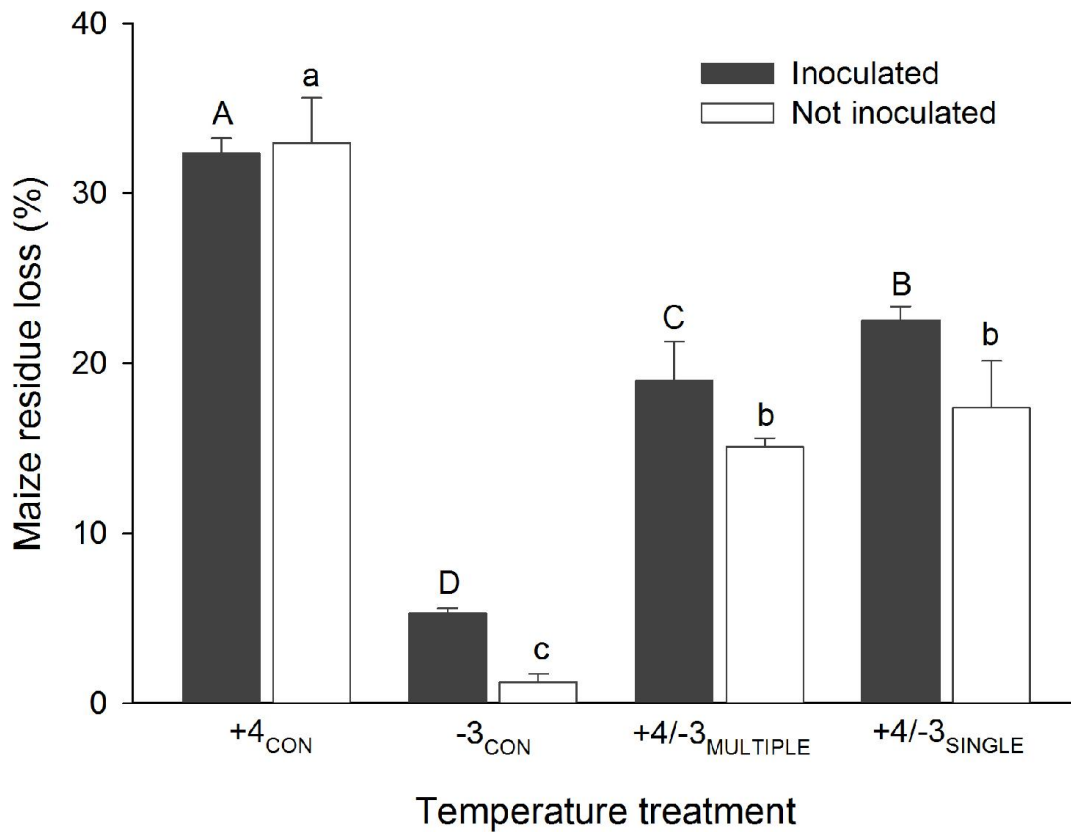 40
30
20
10
0
Maize residue loss (%)
Inoculated
Not inoculated
A
a
D
c
C
b
B
b
+4CON
-3CON
+4/-3MULTIPLE
+4/-3SINGLE
Temperature treatment